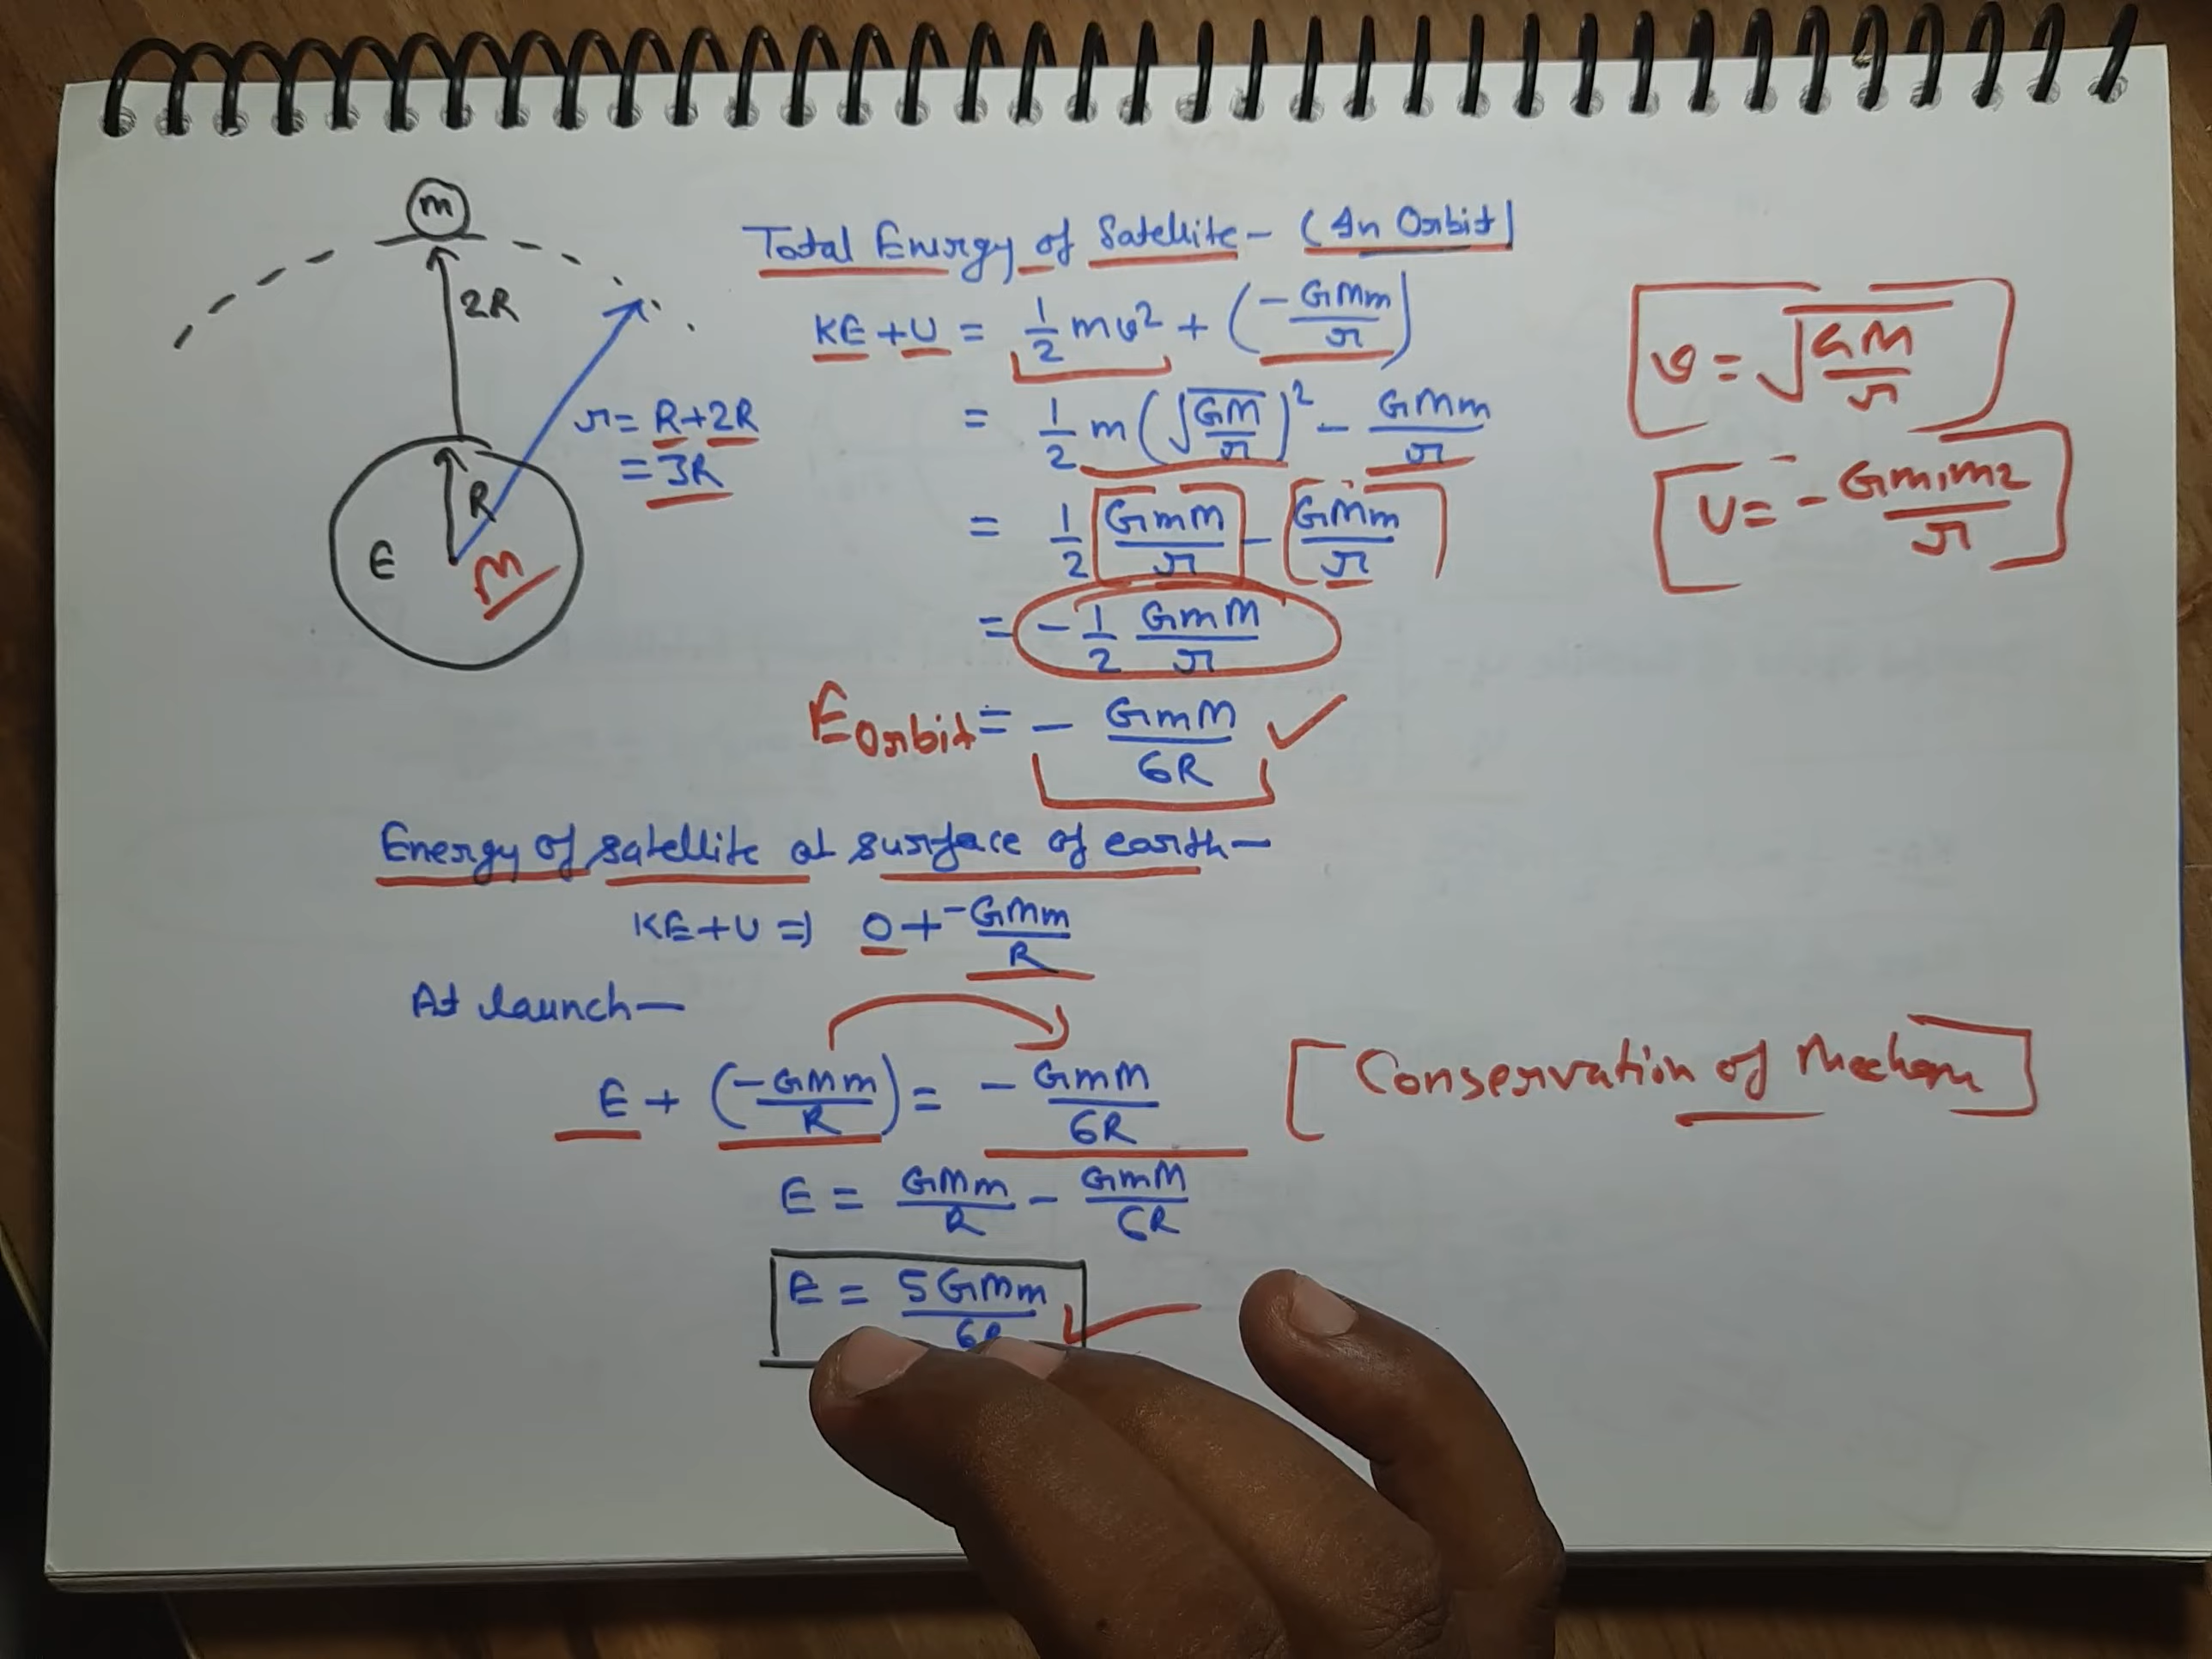 m
2R
r = R+2R
= 3R
R
E
M
Total Energy of Satellite - (In Orbit)
KE + U = 1/2 mv² + (-GMm/r)
= 1/2 m (√(GM/r))² - GMm/r
= 1/2 GmM/r - GMm/r
= - 1/2 GmM/r
E Orbit = - GmM/6R ✓
v = √(GM/r)
U = - Gm1m2/r
Energy of satellite at surface of earth -
KE + U ⇒ 0 + -GMm/R
At launch -
E + (-GMm/R) = - GmM/6R
[Conservation of Mechan]
E = GMm/R - GmM/6R
E = 5GMm/6R ✓